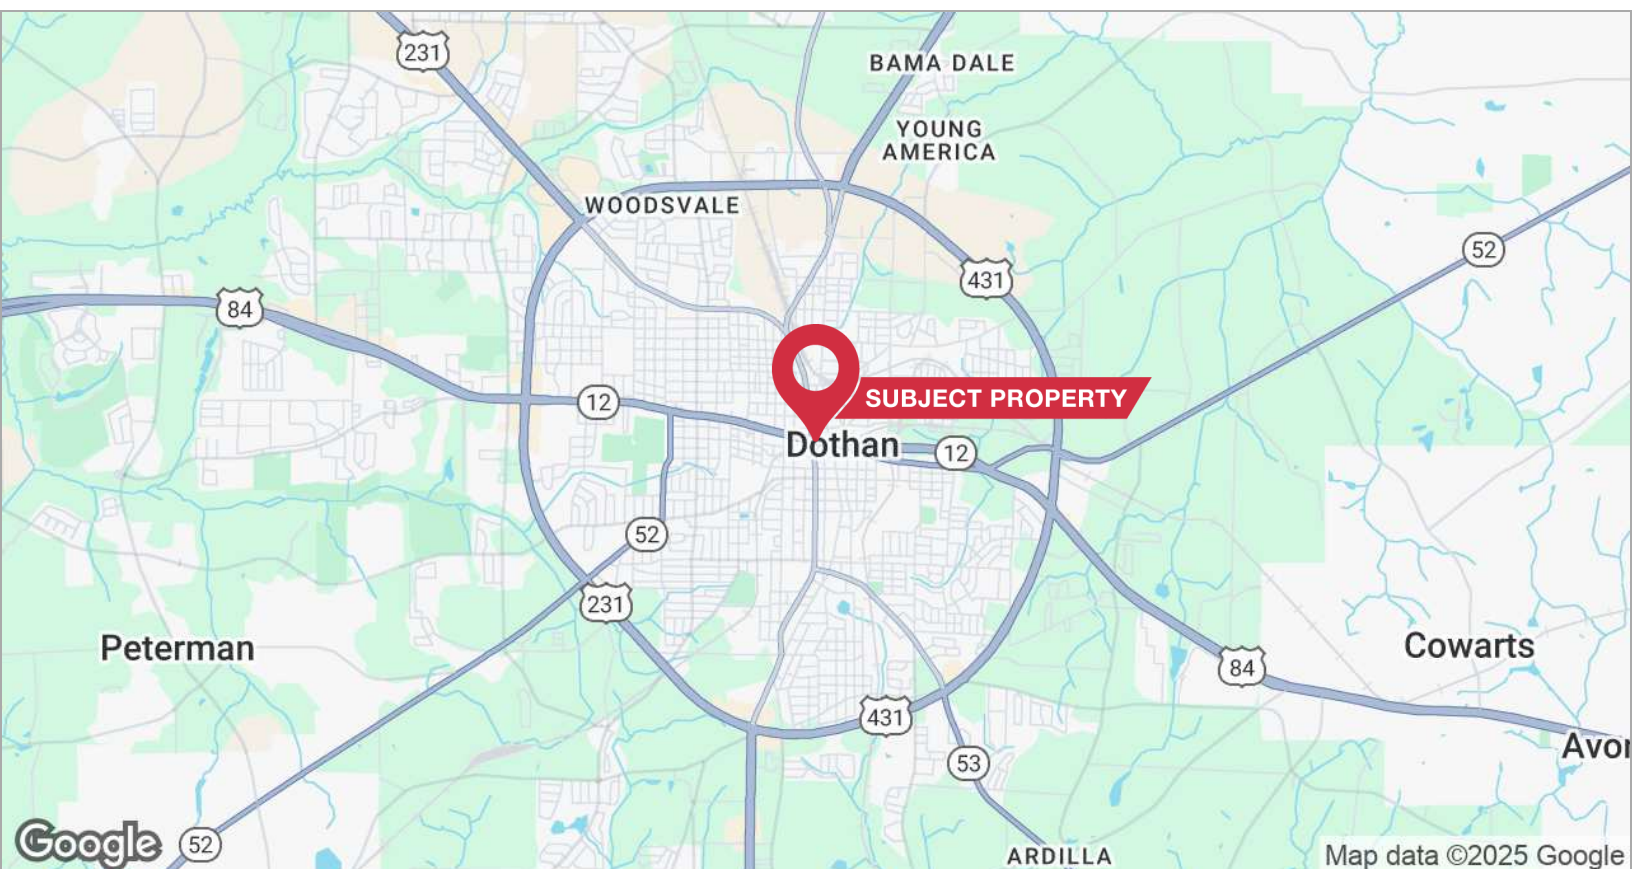 231
BAMA DALE
YOUNG
AMERICA
WOODSVALE
52
431
84
12
SUBJECT PROPERTY
Dothan
12
52
231
Peterman
Cowarts
84
431
Avon
53
52
Google
ARDILLA
Map data ©2025 Google